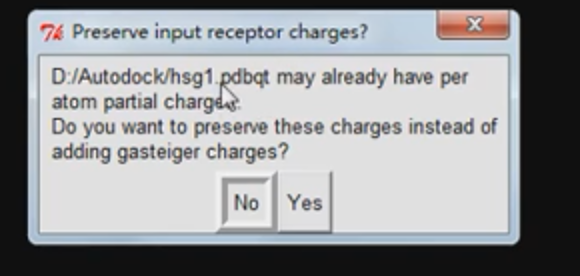 Preserve input receptor charges?
D:/Autodock/hsg1.pdbqt may already have per
atom partial charges.
Do you want to preserve these charges instead of
adding gasteiger charges?
No
Yes